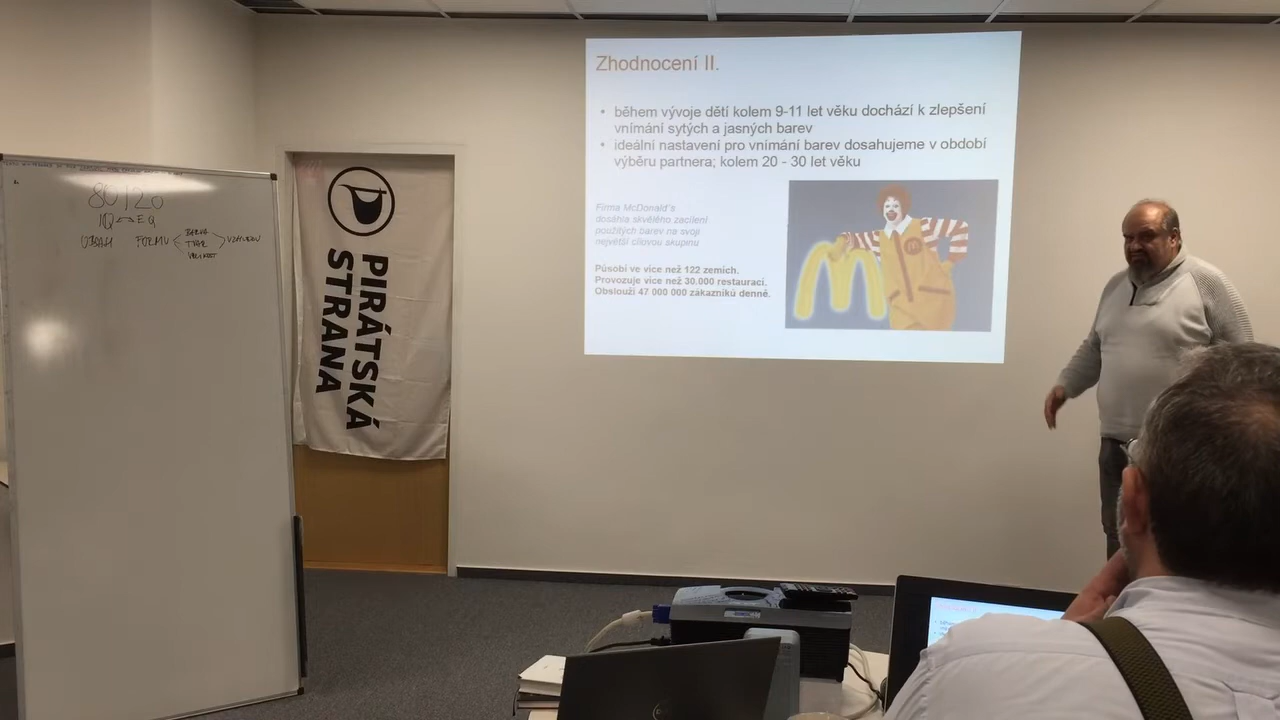 80/20
IQ EQ
OBSAH FORMU BARVA VZHLEDU
TVAR
VELIKOST
PIRÁTSKÁ
STRANA
Zhodnocení II.
• během vývoje dětí kolem 9-11 let věku dochází k zlepšení
vnímání sytých a jasných barev
• ideální nastavení pro vnímání barev dosahujeme v období
výběru partnera; kolem 20 - 30 let věku
Firma McDonald´s
dosáhla skvělého zacílení
použitých barev na svoji
největší cílovou skupinu
Působí ve více než 122 zemích.
Provozuje více než 30.000 restaurací.
Obslouží 47 000 000 zákazníků denně.